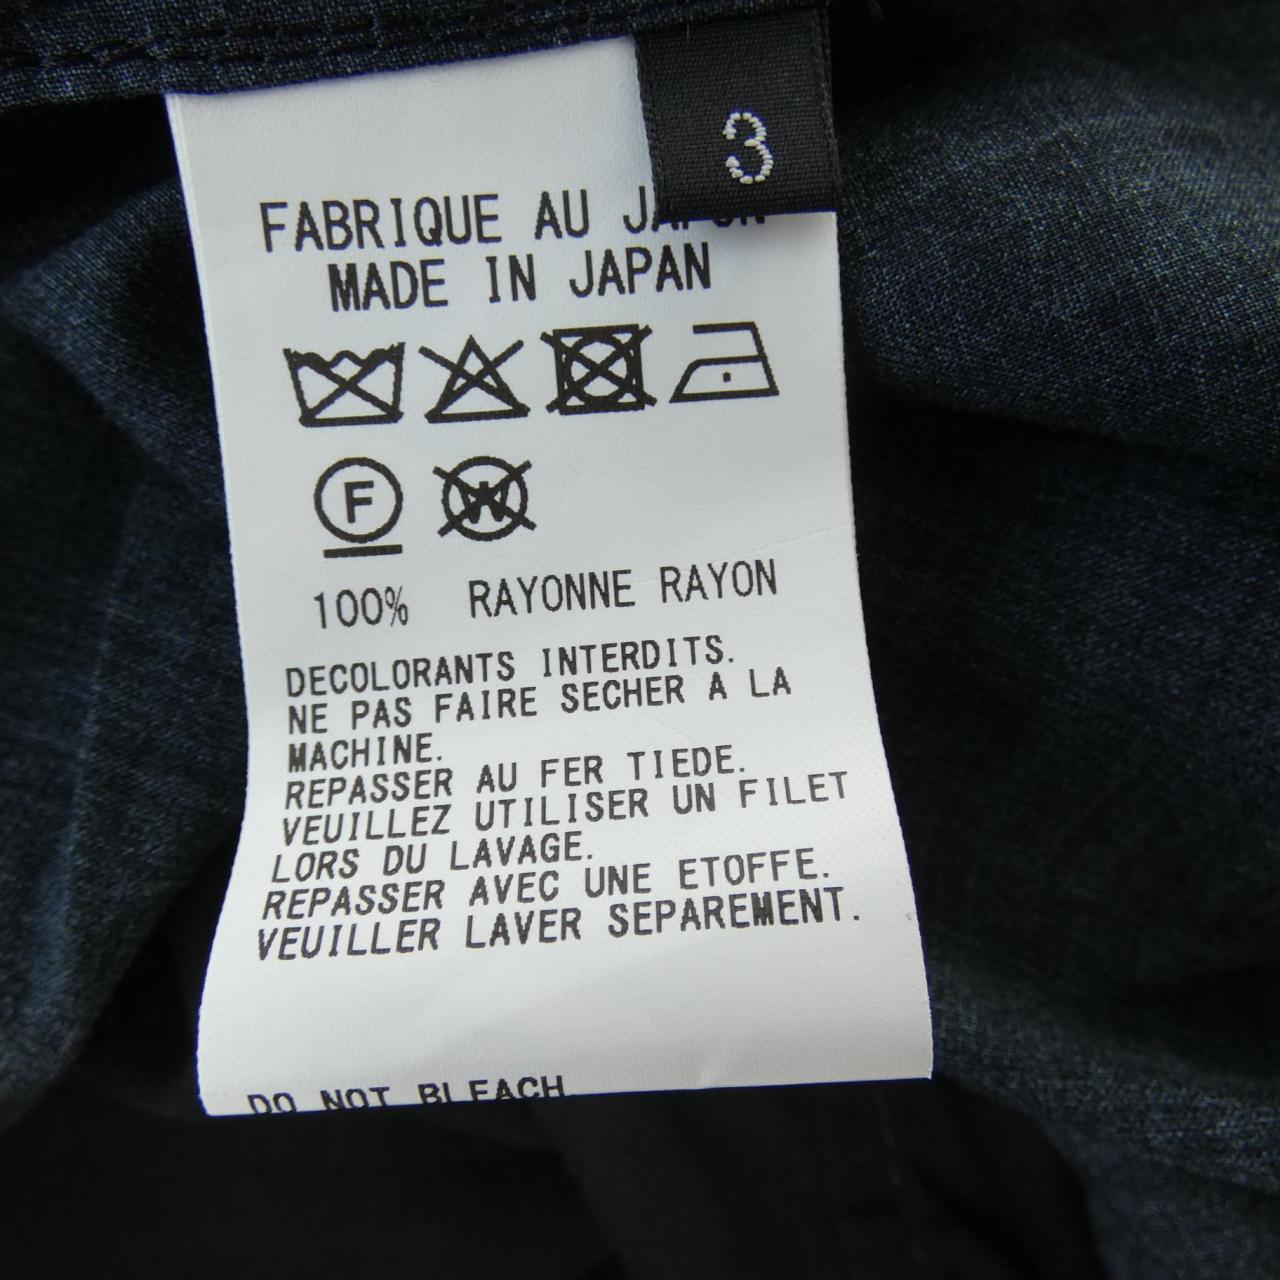 3
FABRIQUE AU JAPON
MADE IN JAPAN
F
W
100% RAYONNE RAYON
DECOLORANTS INTERDITS.
NE PAS FAIRE SECHER A LA
MACHINE.
REPASSER AU FER TIEDE.
VEUILLEZ UTILISER UN FILET
LORS DU LAVAGE.
REPASSER AVEC UNE ETOFFE.
VEUILLER LAVER SEPAREMENT.
DO NOT BLEACH